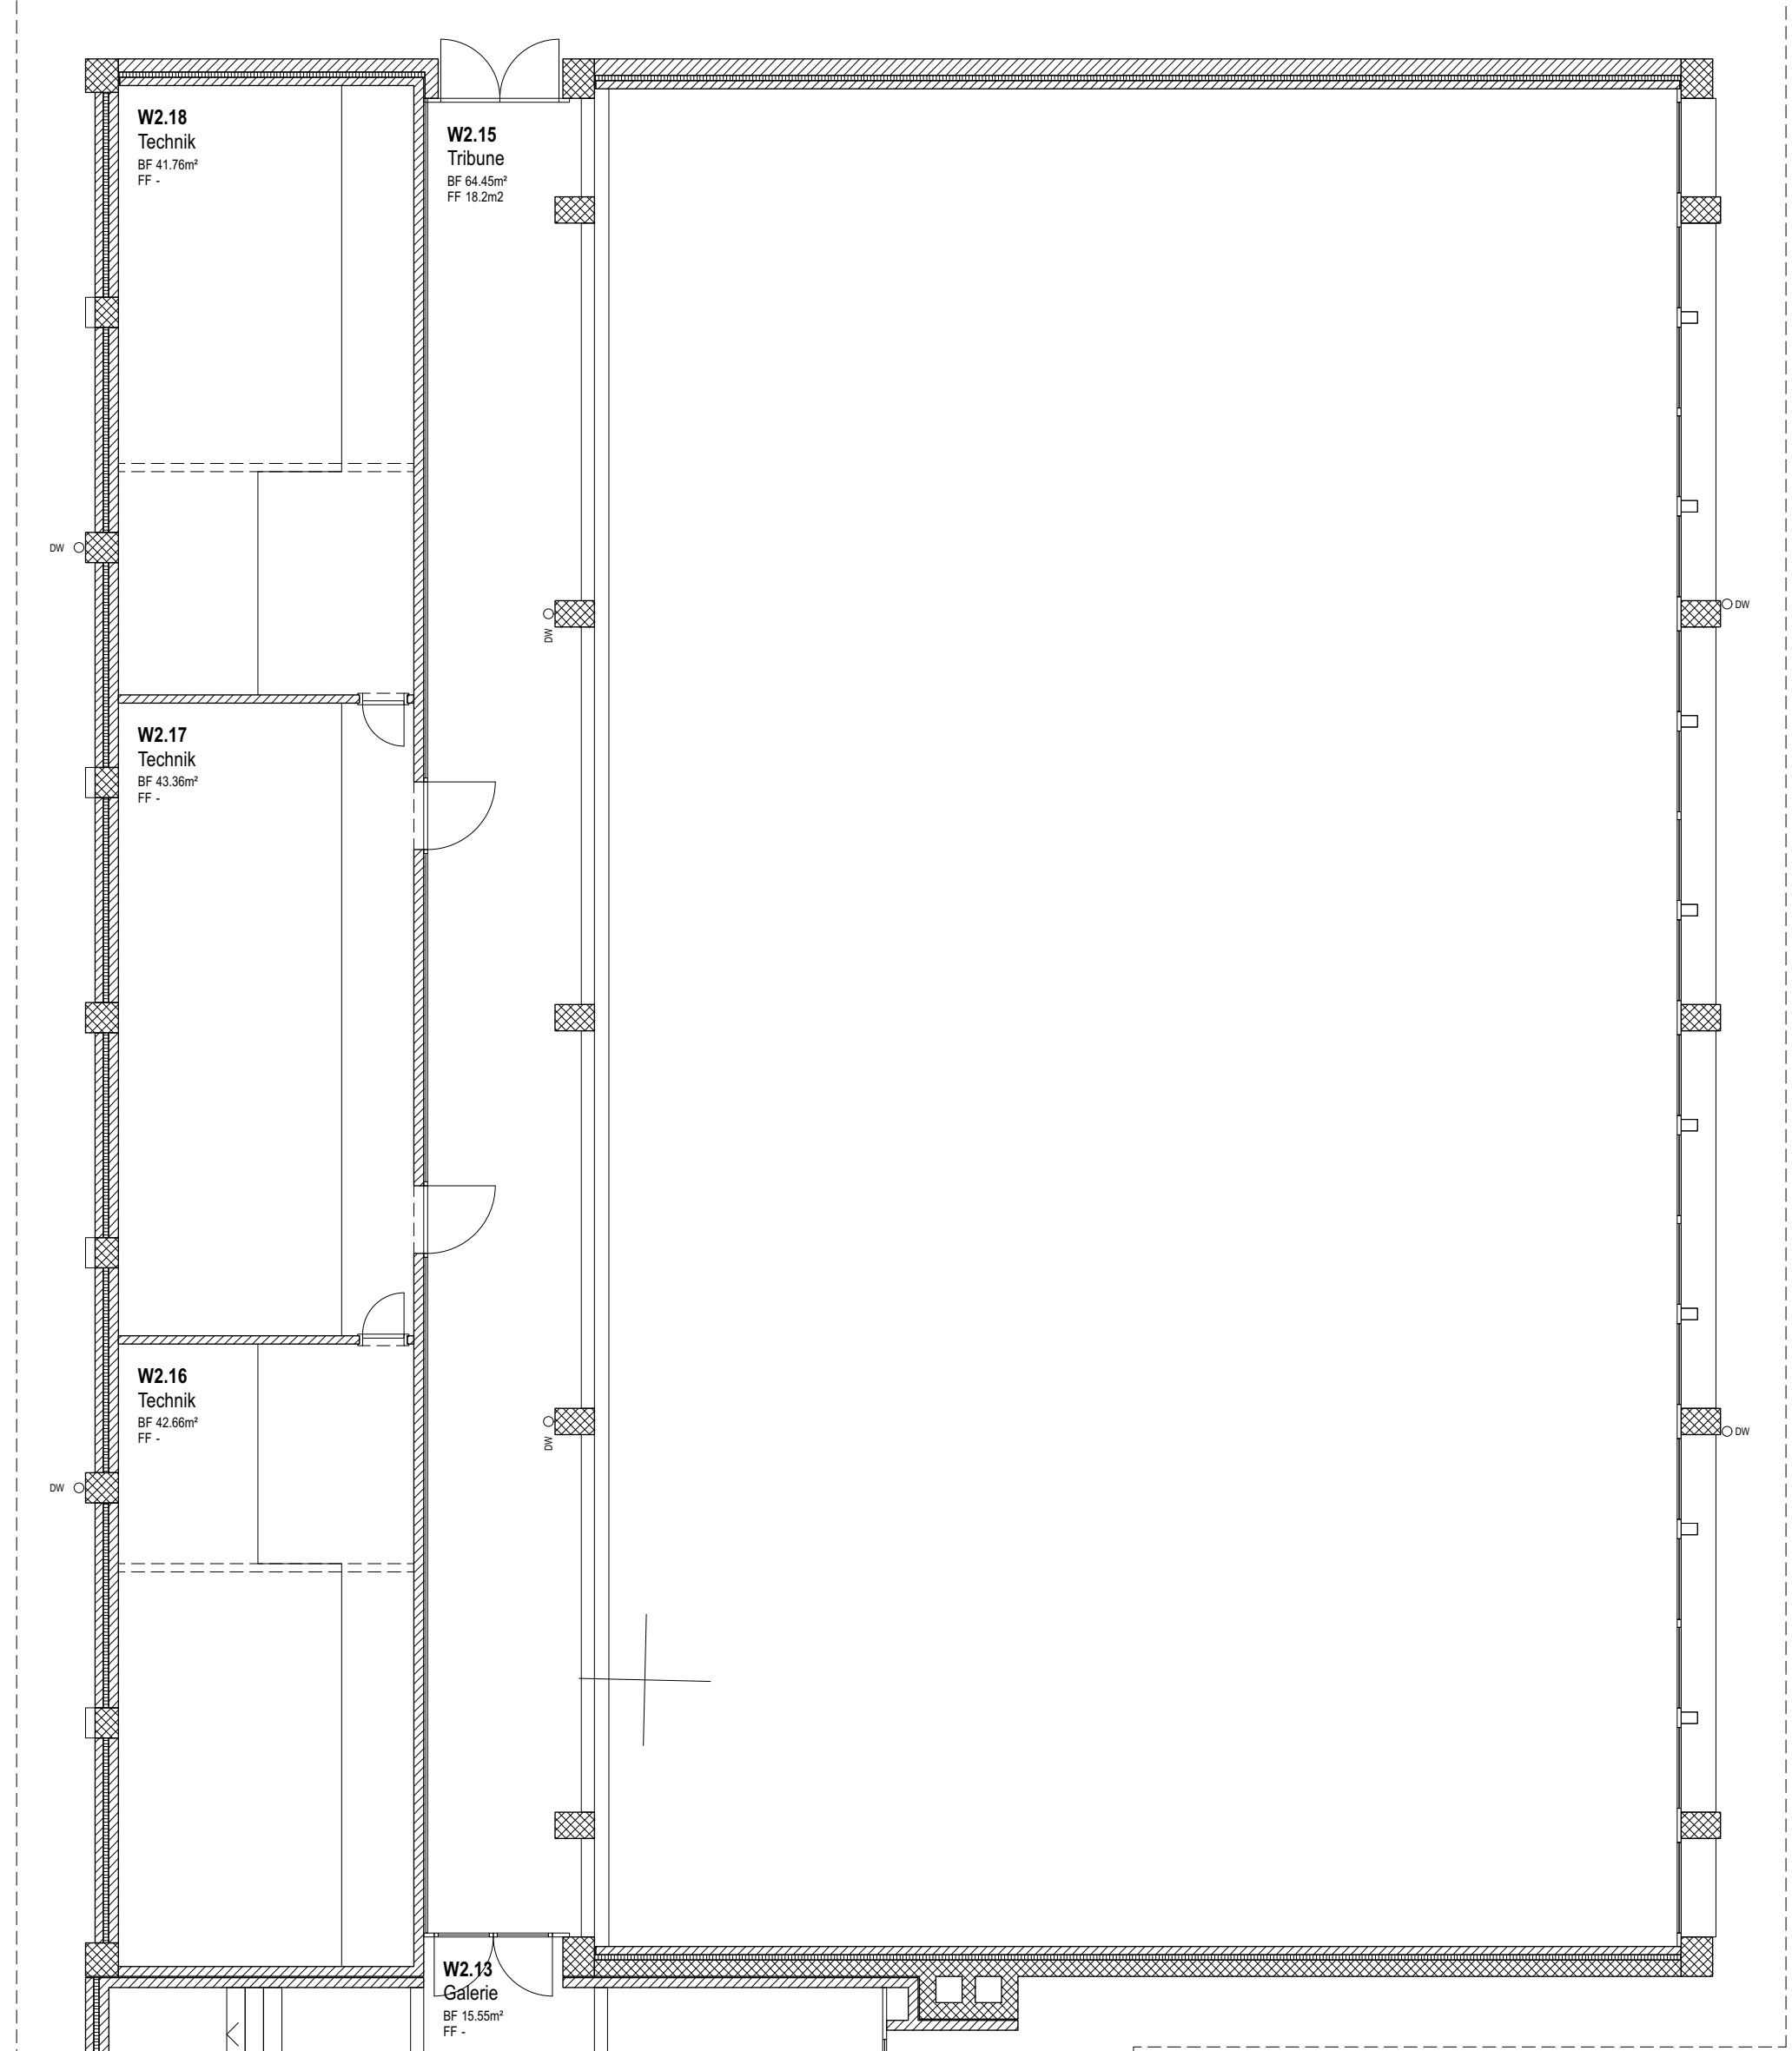 W2.18
Technik
BF 41.76m²
FF -
W2.15
Tribune
BF 64.45m²
FF 18.2m2
DW
DW
DW
W2.17
Technik
BF 43.36m²
FF -
W2.16
Technik
BF 42.66m²
FF -
DW
DW
DW
W2.13
Galerie
BF 15.55m²
FF -